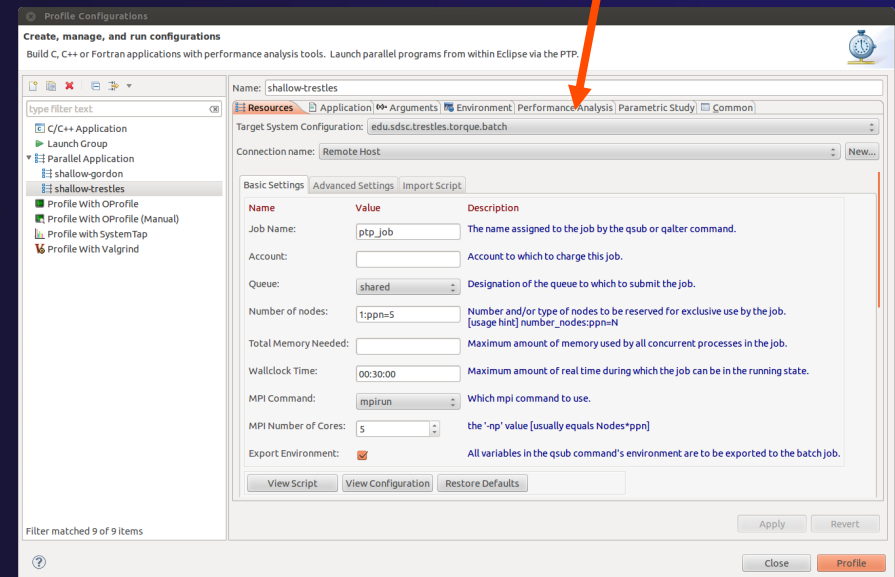 Profile Configurations
Create, manage, and run configurations
Build C, C++ or Fortran applications with performance analysis tools. Launch parallel programs from within Eclipse via the PTP.
Name: shallow-trestles
type filter text
Resources Application Arguments Environment Performance Analysis Parametric Study Common
C/C++ Application
Launch Group
Parallel Application
shallow-gordon
shallow-trestles
Profile With OProfile
Profile With OProfile (Manual)
Profile with SystemTap
Profile With Valgrind
Target System Configuration: edu.sdsc.trestles.torque.batch
Connection name: Remote Host New...
Basic Settings Advanced Settings Import Script
Name Value Description
Job Name: ptp_job The name assigned to the job by the qsub or qalter command.
Account: Account to which to charge this job.
Queue: shared Designation of the queue to which to submit the job.
Number of nodes: 1:ppn=5 Number and/or type of nodes to be reserved for exclusive use by the job.
[usage hint] number_nodes:ppn=N
Total Memory Needed: Maximum amount of memory used by all concurrent processes in the job.
Wallclock Time: 00:30:00 Maximum amount of real time during which the job can be in the running state.
MPI Command: mpirun Which mpi command to use.
MPI Number of Cores: 5 the '-np' value [usually equals Nodes*ppn]
Export Environment: All variables in the qsub command's environment are to be exported to the batch job.
View Script View Configuration Restore Defaults
Apply Revert
Filter matched 9 of 9 items
? Close Profile